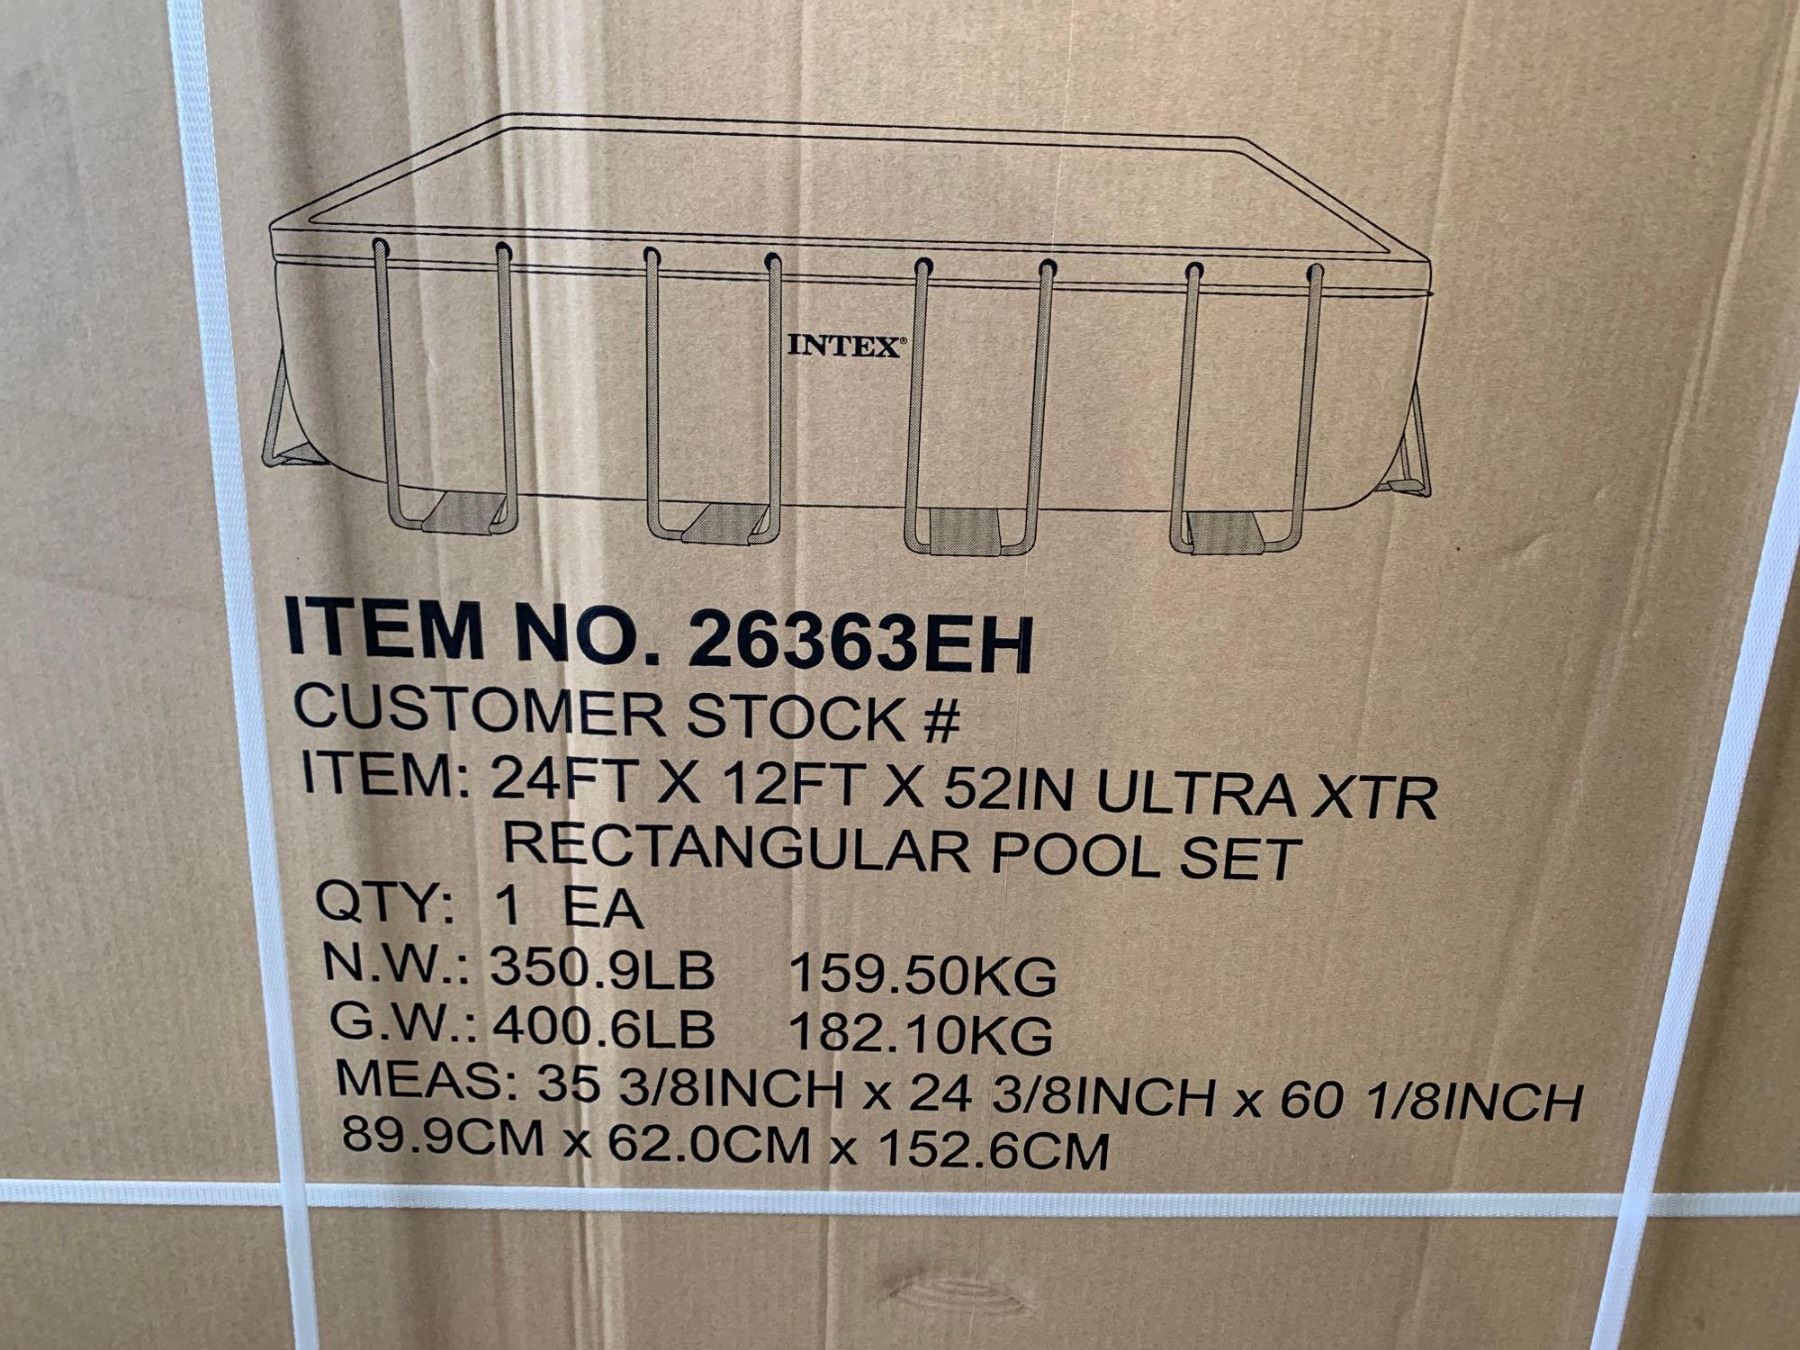 INTEX®
ITEM NO. 26363EH
CUSTOMER STOCK #
ITEM: 24FT X 12FT X 52IN ULTRA XTR
RECTANGULAR POOL SET
QTY: 1 EA
N.W.: 350.9LB 159.50KG
G.W.: 400.6LB 182.10KG
MEAS: 35 3/8INCH x 24 3/8INCH x 60 1/8INCH
89.9CM x 62.0CM x 152.6CM